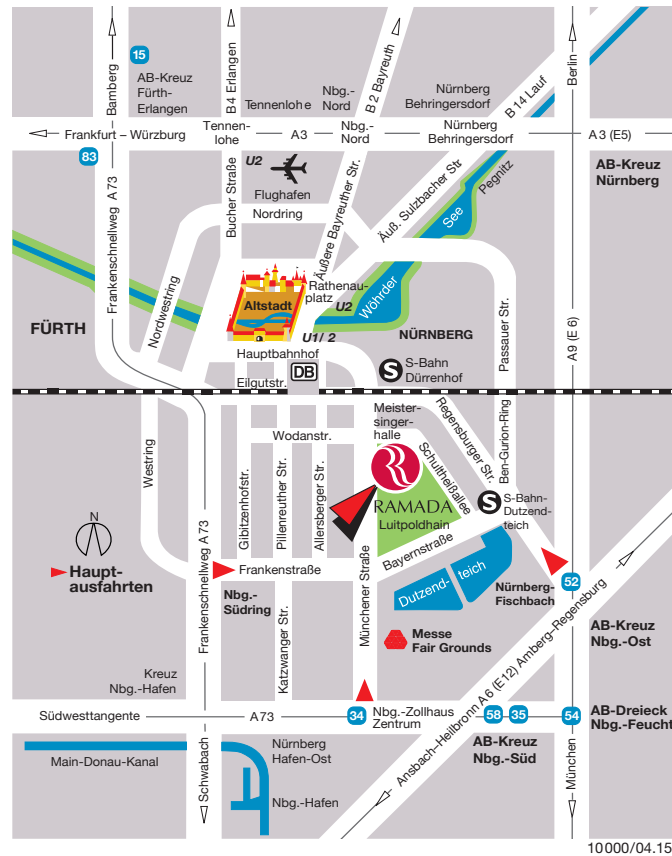 15
AB-Kreuz
Fürth-
Erlangen
Bamberg
B4 Erlangen
Tennenlohe
Nbg.-
Nord
B 2 Bayreuth
Nürnberg
Behringersdorf
B 14 Lauf
Berlin
Frankfurt – Würzburg
Tennen-
lohe
A3
Nbg.-
Nord
Nürnberg
Behringersdorf
A 3 (E5)
83
AB-Kreuz
Nürnberg
Frankenschnellweg A 73
Bucher Straße
U2
Flughafen
Nordring
Äußere Bayreuther Str.
Äuß. Sulzbacher Str
See
Pegnitz
Wöhrder
Nordwestring
Altstadt
Rathenau-
platz
U2
U1/ 2
FÜRTH
NÜRNBERG
Passauer Str.
A9 (E 6)
Hauptbahnhof
DB
Eilgutstr.
S
S-Bahn
Dürrenhof
Meister-
singer-
halle
Wodanstr.
Regensburger Str.
Schultheißallee
Ben-Gurion-Ring
Westring
Gibitzenhofstr.
Pillenreuther Str.
Allersberger Str.
RAMADA
Luitpoldhain
S
S-Bahn-
Dutzend-
teich
N
Haupt-
ausfahrten
Frankenschnellweg A 73
Frankenstraße
Bayernstraße
Nbg.-
Südring
Münchener Straße
Dutzend-
teich
Nürnberg-
Fischbach
52
Katzwanger Str.
Messe
Fair Grounds
AB-Kreuz
Nbg.-Ost
Ansbach–Heilbronn A 6 (E12) Amberg–Regensburg
Kreuz
Nbg.-Hafen
Südwesttangente
A73
34
Nbg.-Zollhaus
Zentrum
58
35
54
AB-Dreieck
Nbg.-Feucht
AB-Kreuz
Nbg.-Süd
Main-Donau-Kanal
Schwabach
Nürnberg
Hafen-Ost
Nbg.-Hafen
München
10 000/04.15